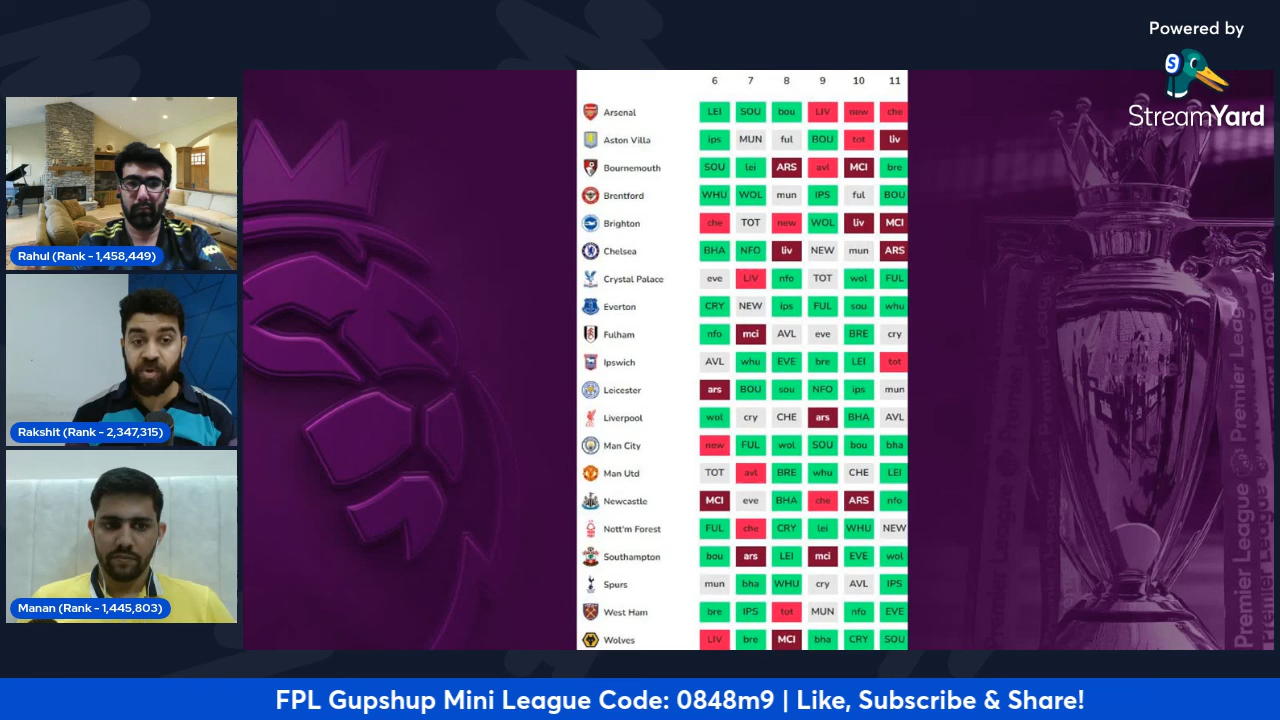 Powered by
S
StreamYard
Rahul (Rank - 1,458,449)
Rakshit (Rank - 2,347,315)
Manan (Rank - 1,445,803)
6 7 8 9 10 11
Arsenal LEI SOU bou LIV new che
Aston Villa ips MUN ful BOU tot liv
Bournemouth SOU lei ARS avl MCI bre
Brentford WHU WOL mun IPS ful BOU
Brighton che TOT new WOL liv MCI
Chelsea BHA NFO liv NEW mun ARS
Crystal Palace eve LIV nfo TOT wol FUL
Everton CRY NEW ips FUL sou whu
Fulham nfo mci AVL eve BRE cry
Ipswich AVL whu EVE bre LEI tot
Leicester ars BOU sou NFO ips mun
Liverpool wol cry CHE ars BHA AVL
Man City new FUL wol SOU bou bha
Man Utd TOT avl BRE whu CHE LEI
Newcastle MCI eve BHA che ARS nfo
Nott'm Forest FUL che CRY lei WHU NEW
Southampton bou ars LEI mci EVE wol
Spurs mun bha WHU cry AVL IPS
West Ham bre IPS tot MUN nfo EVE
Wolves LIV bre MCI bha CRY SOU
Premier League
Premier League
FPL Gupshup Mini League Code: 0848m9 | Like, Subscribe & Share!